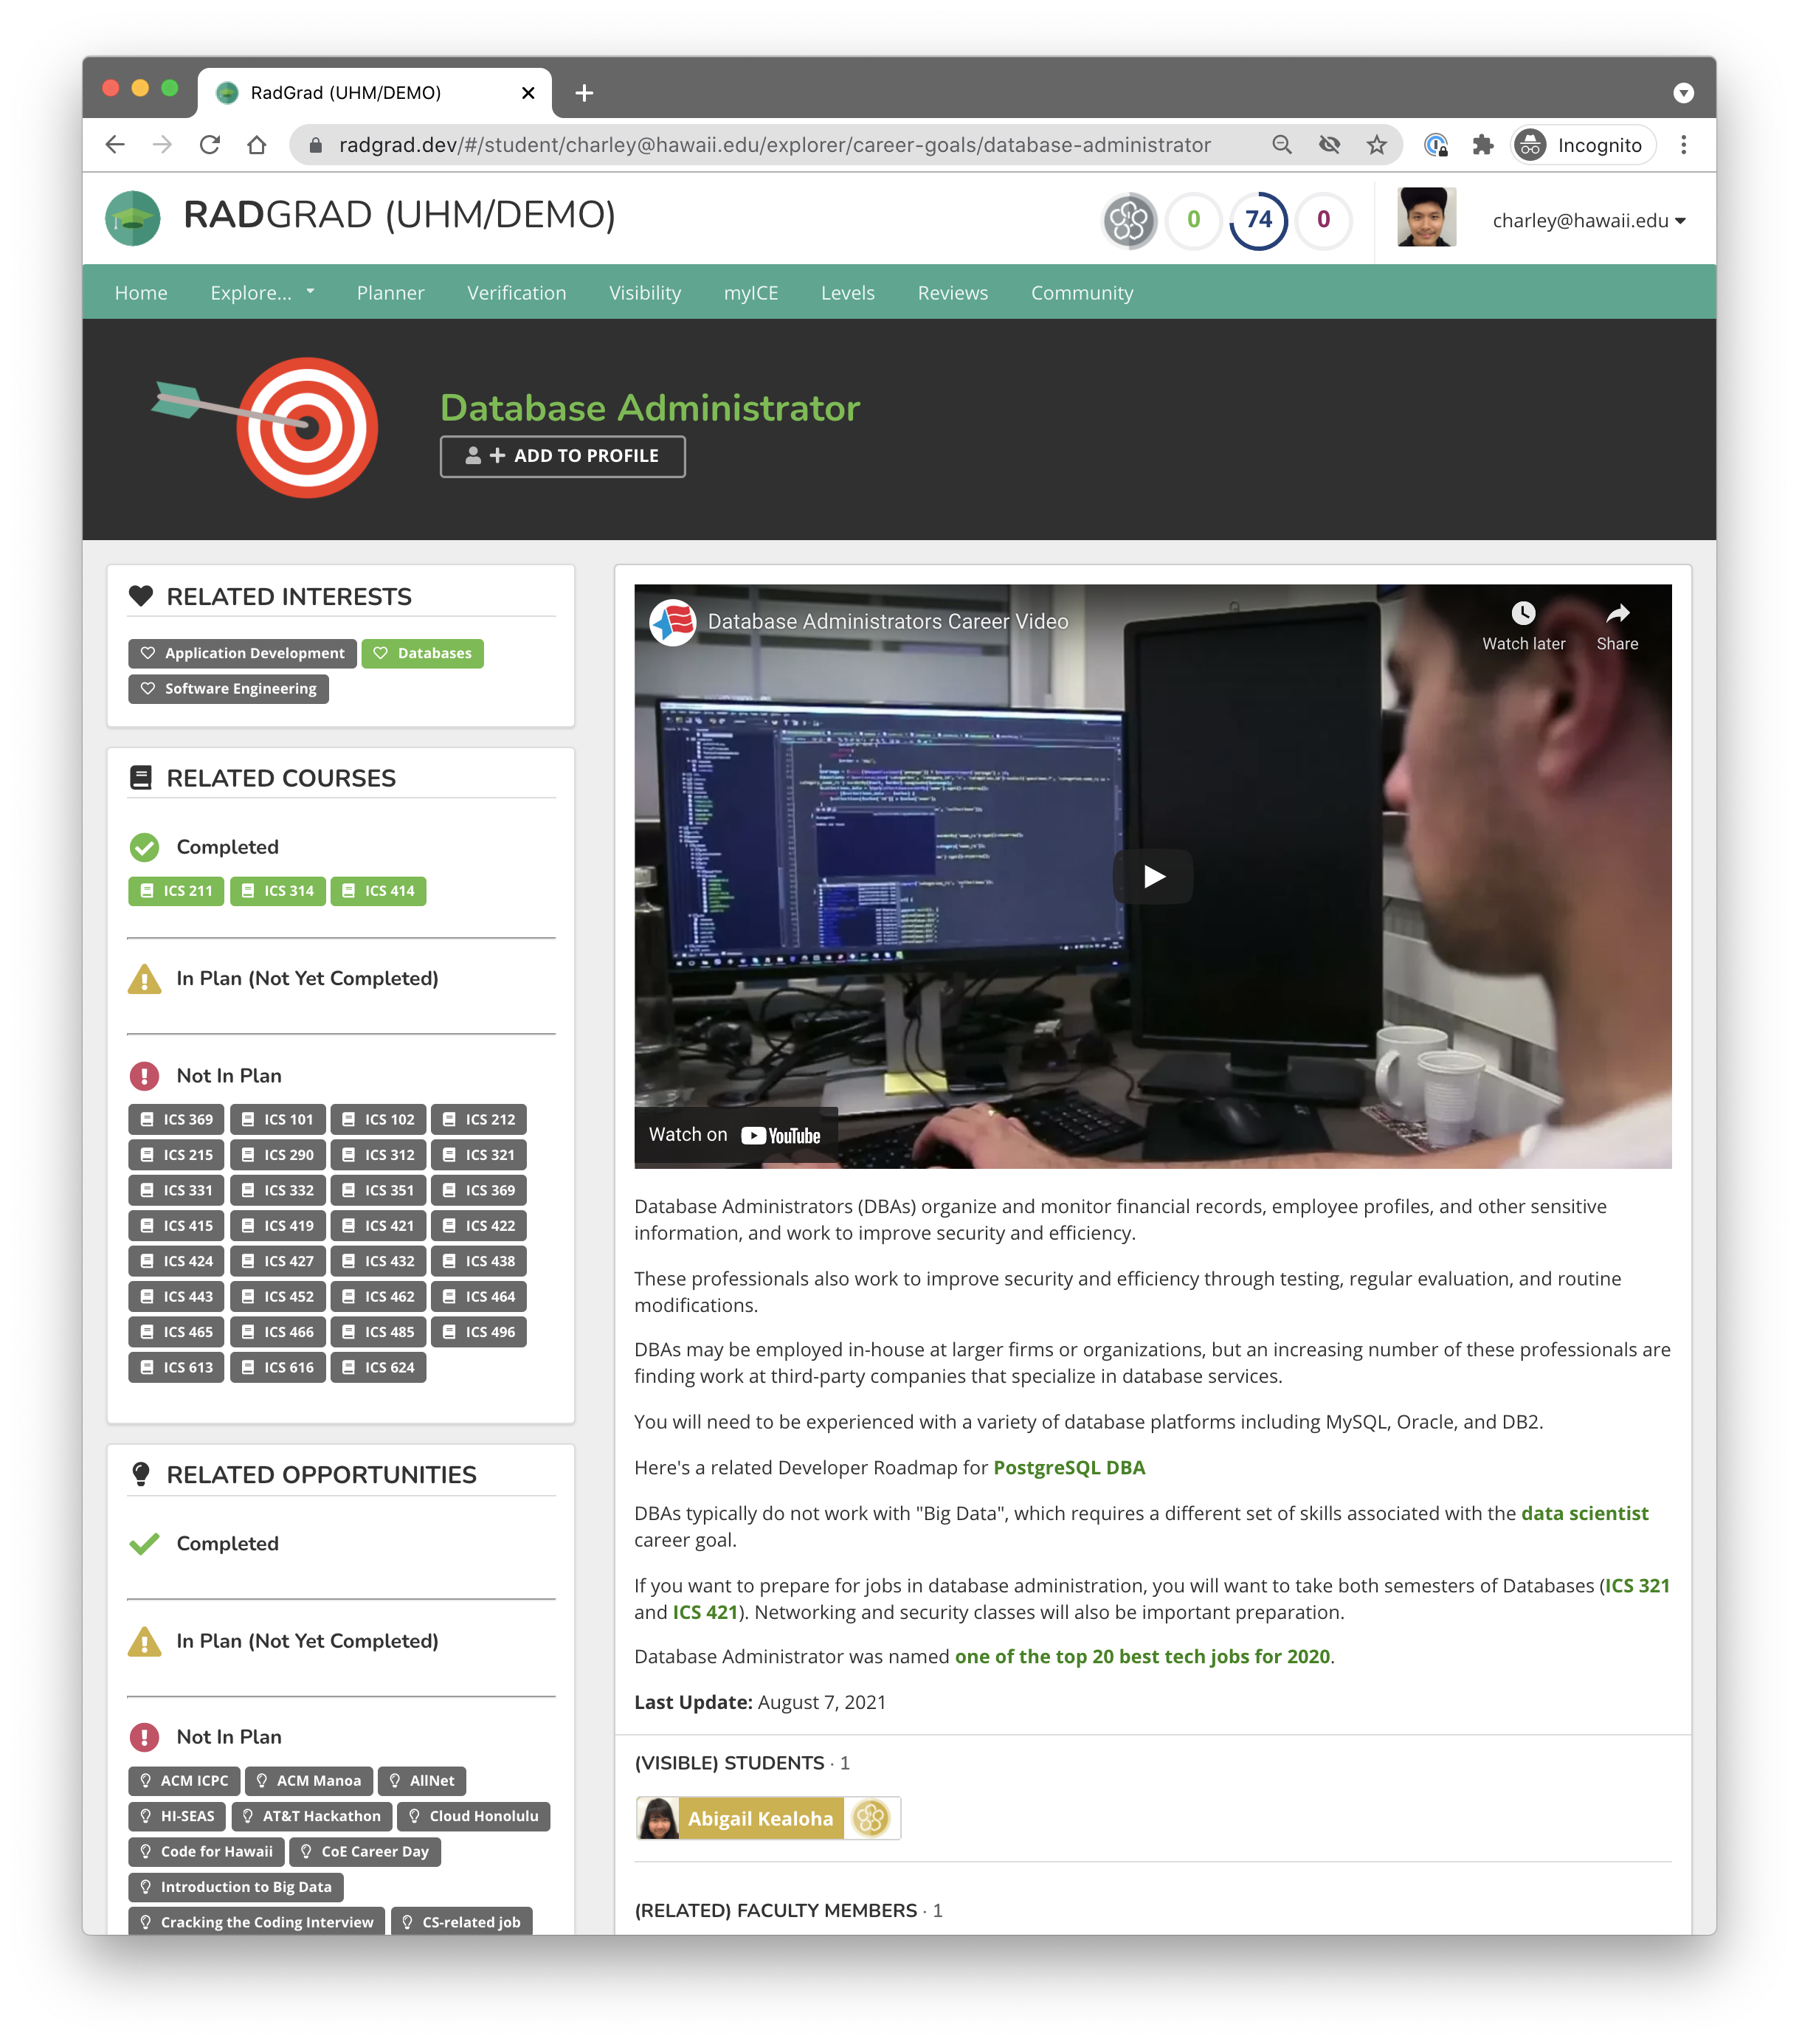 RadGrad (UHM/DEMO)
radgrad.dev/#/student/charley@hawaii.edu/explorer/career-goals/database-administrator
Incognito
RADGRAD (UHM/DEMO)
0
74
0
charley@hawaii.edu
Home
Explore...
Planner
Verification
Visibility
myICE
Levels
Reviews
Community
Database Administrator
ADD TO PROFILE
RELATED INTERESTS
Application Development
Databases
Software Engineering
RELATED COURSES
Completed
ICS 211
ICS 314
ICS 414
In Plan (Not Yet Completed)
Not In Plan
ICS 369
ICS 101
ICS 102
ICS 212
ICS 215
ICS 290
ICS 312
ICS 321
ICS 331
ICS 332
ICS 351
ICS 369
ICS 415
ICS 419
ICS 421
ICS 422
ICS 424
ICS 427
ICS 432
ICS 438
ICS 443
ICS 452
ICS 462
ICS 464
ICS 465
ICS 466
ICS 485
ICS 496
ICS 613
ICS 616
ICS 624
RELATED OPPORTUNITIES
Completed
In Plan (Not Yet Completed)
Not In Plan
ACM ICPC
ACM Manoa
AllNet
HI-SEAS
AT&T Hackathon
Cloud Honolulu
Code for Hawaii
CoE Career Day
Introduction to Big Data
Cracking the Coding Interview
CS-related job
Database Administrators Career Video
Watch later
Share
Watch on YouTube
Database Administrators (DBAs) organize and monitor financial records, employee profiles, and other sensitive
information, and work to improve security and efficiency.
These professionals also work to improve security and efficiency through testing, regular evaluation, and routine
modifications.
DBAs may be employed in-house at larger firms or organizations, but an increasing number of these professionals are
finding work at third-party companies that specialize in database services.
You will need to be experienced with a variety of database platforms including MySQL, Oracle, and DB2.
Here's a related Developer Roadmap for PostgreSQL DBA
DBAs typically do not work with "Big Data", which requires a different set of skills associated with the data scientist
career goal.
If you want to prepare for jobs in database administration, you will want to take both semesters of Databases (ICS 321
and ICS 421). Networking and security classes will also be important preparation.
Database Administrator was named one of the top 20 best tech jobs for 2020.
Last Update: August 7, 2021
(VISIBLE) STUDENTS · 1
Abigail Kealoha
(RELATED) FACULTY MEMBERS · 1